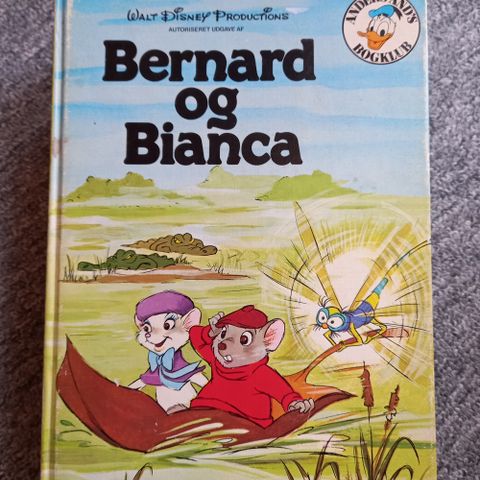 WALT DISNEY PRODUCTIONS
AUTORISERET UDGAVE AF
Bernard
og
Bianca
ANDERS AND'S
BOGKLUB